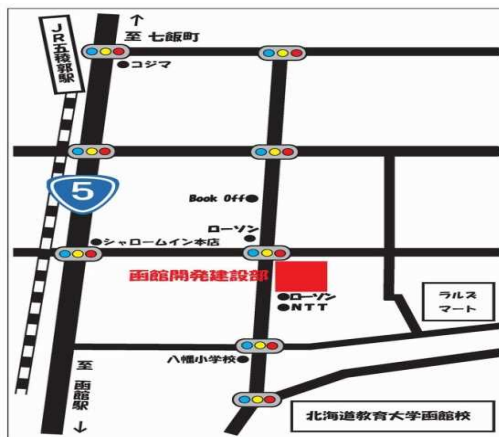 至 七飯町
JR五稜郭駅
コジマ
5
Book Off
ローソン
シャロームイン本店
函館開発建設部
ローソン
NTT
ラルズ
マート
八幡小学校
至 函館駅
北海道教育大学函館校